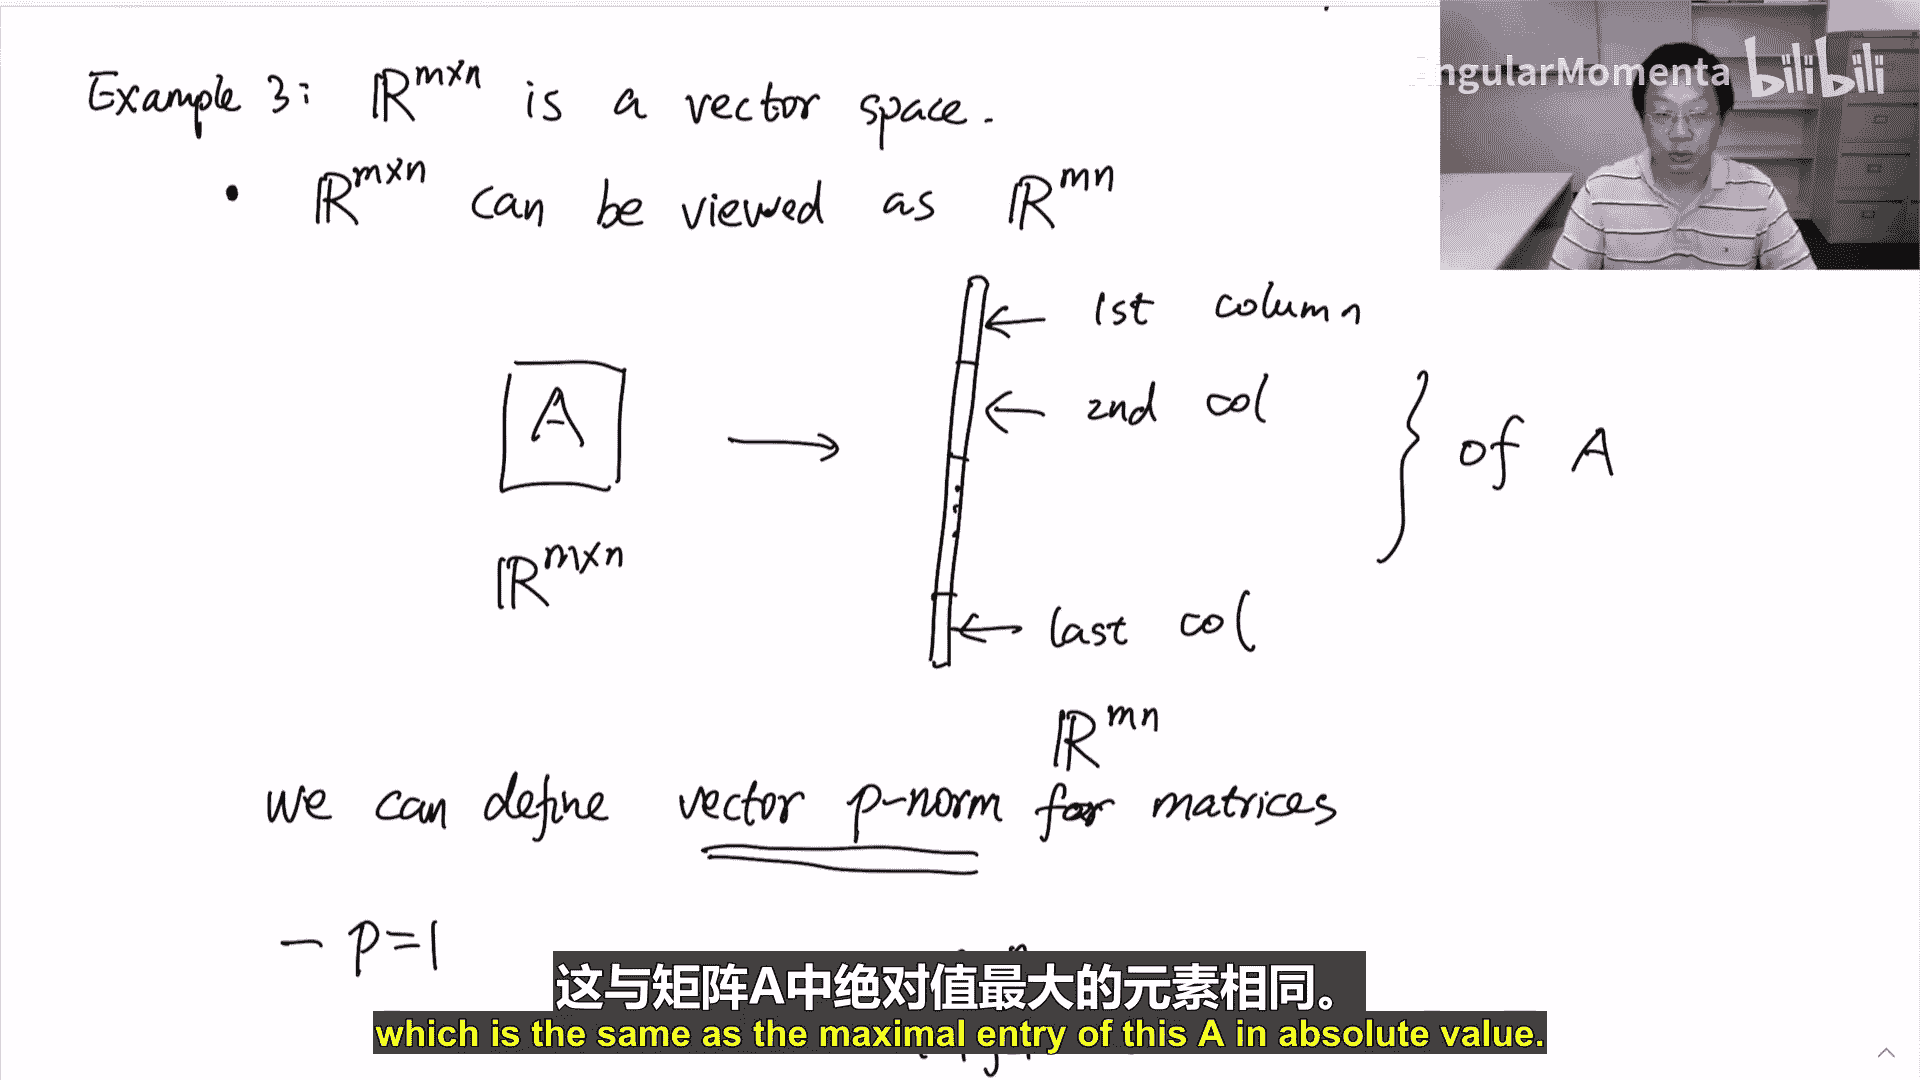 Example 3: ℝ^{m×n} is a vector space.
ngularMomenta bilibili
• ℝ^{m×n} can be viewed as ℝ^{mn}
← 1st column
A → ← 2nd col } of A
ℝ^{m×n}
← last col
ℝ^{mn}
we can define vector p-norm for matrices
— p=1
这与矩阵A中绝对值最大的元素相同。
which is the same as the maximal entry of this A in absolute value.